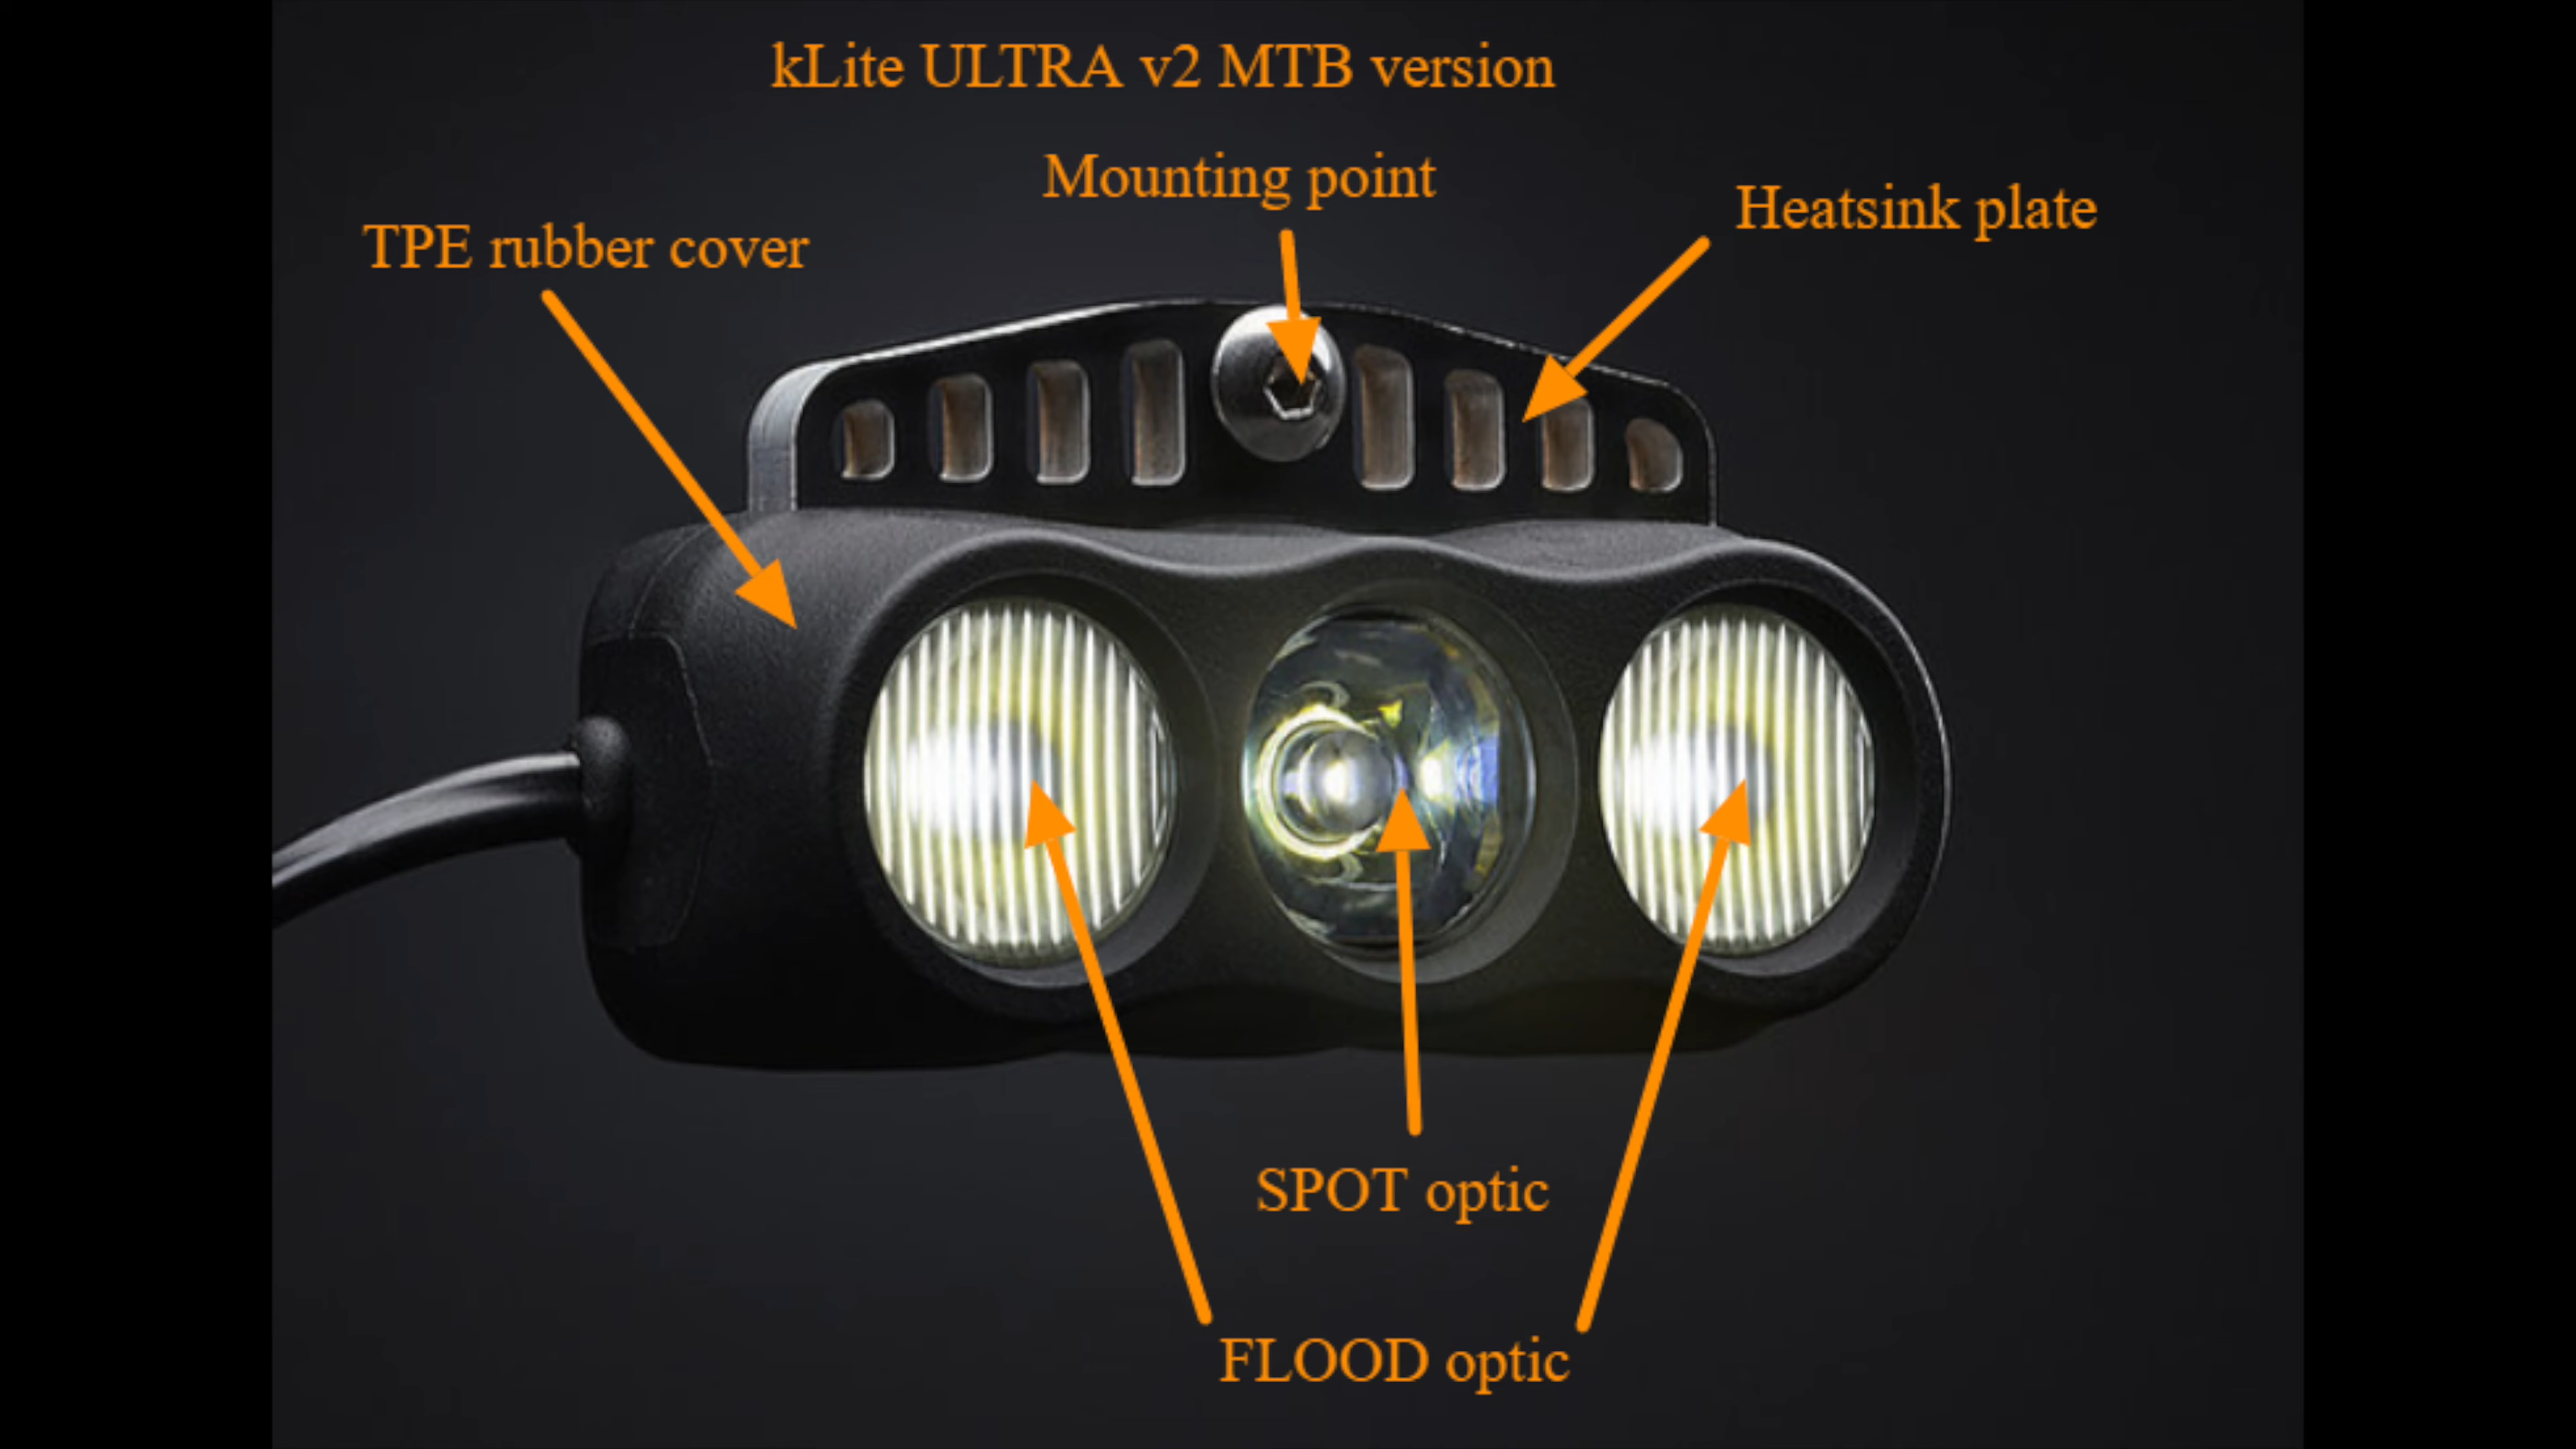 kLite ULTRA v2 MTB version
Mounting point
Heatsink plate
TPE rubber cover
SPOT optic
FLOOD optic